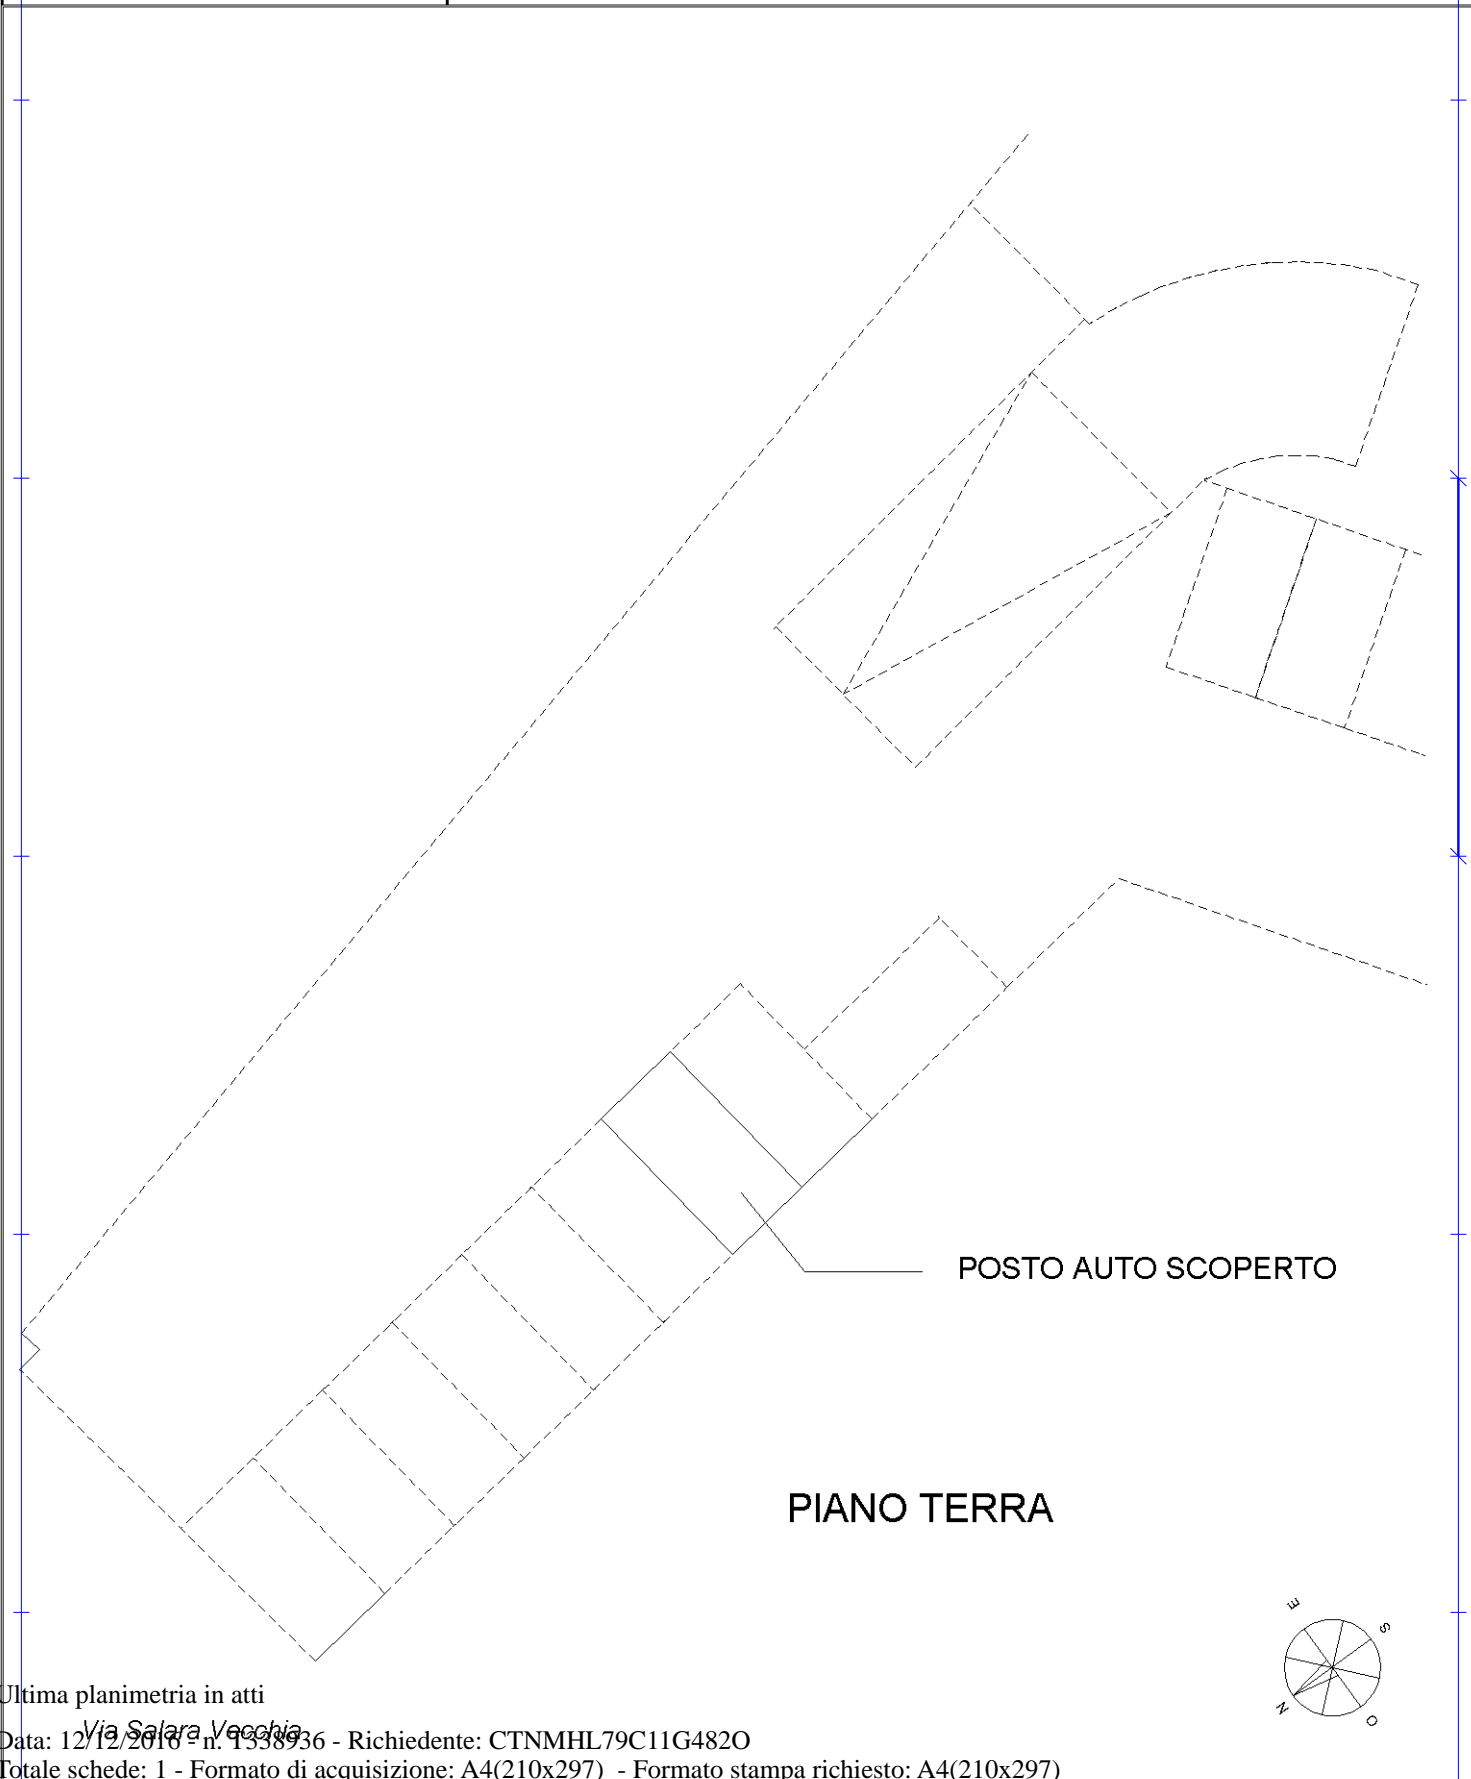 POSTO AUTO SCOPERTO
PIANO TERRA
E
S
N
O
Ultima planimetria in atti
Via Salara Vecchia
Data: 12/12/2016 - n. T338936 - Richiedente: CTNMHL79C11G482O
Totale schede: 1 - Formato di acquisizione: A4(210x297) - Formato stampa richiesto: A4(210x297)